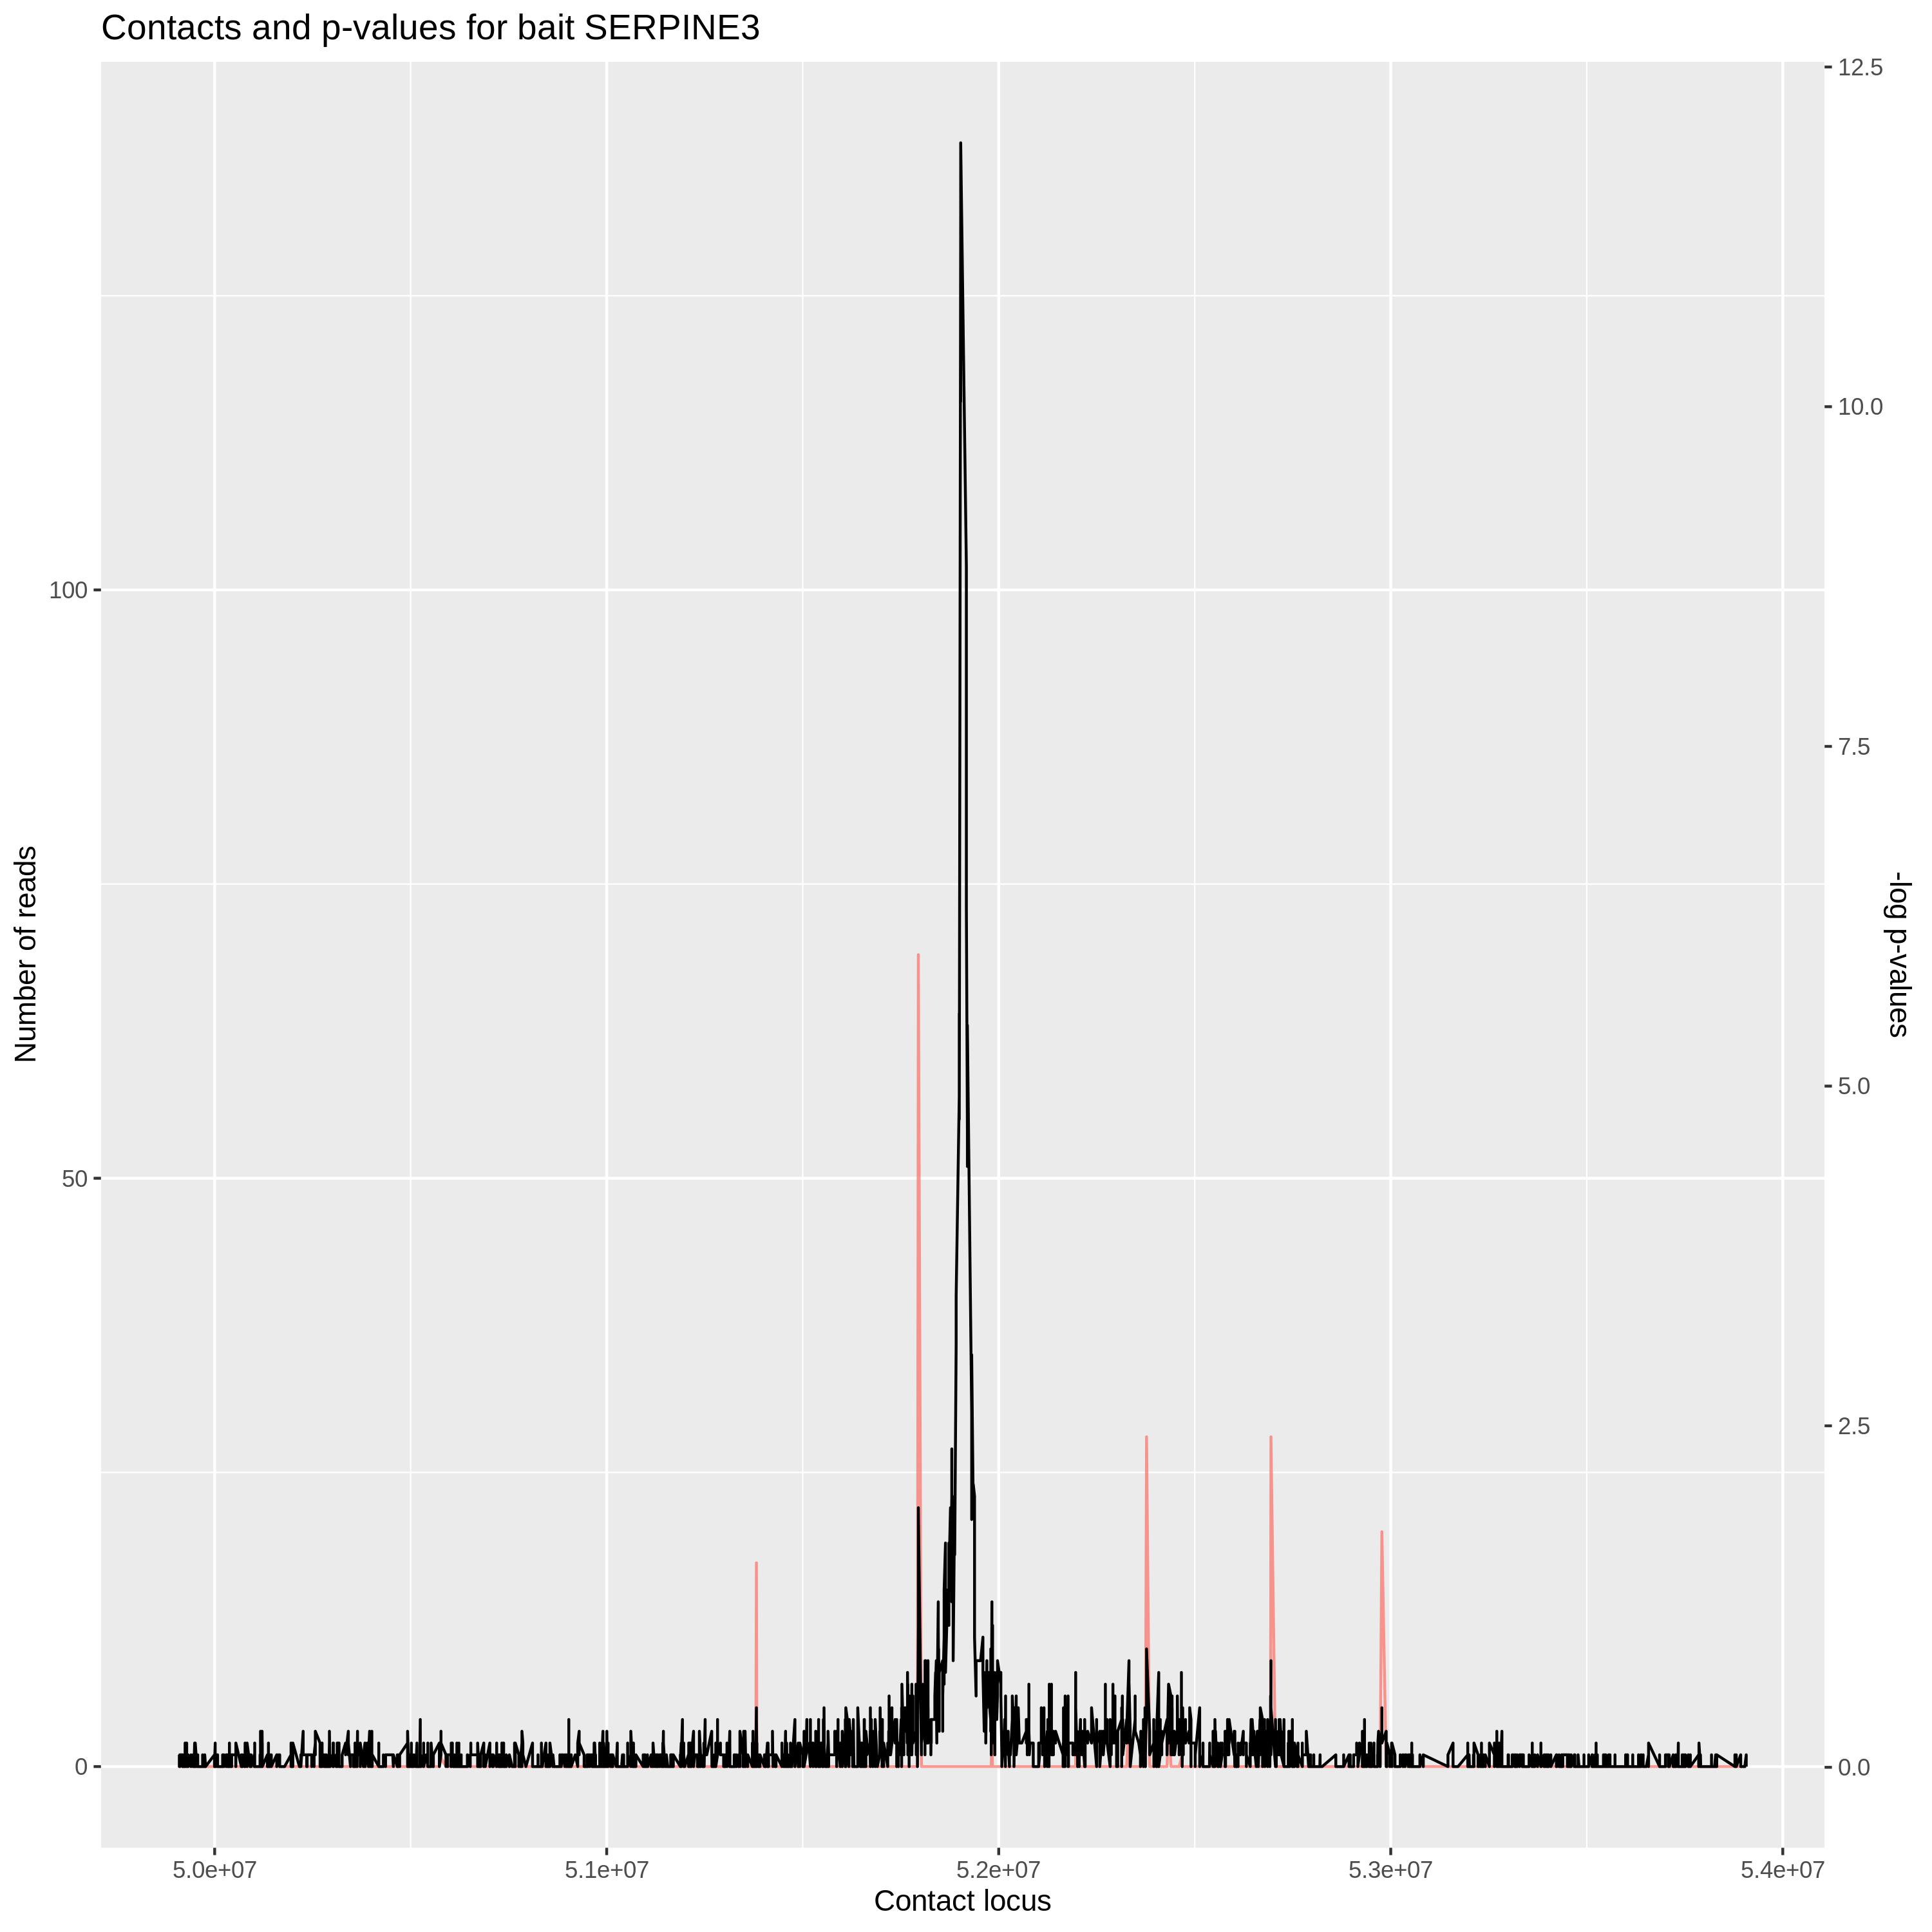 Contacts and p-values for bait SERPINE3
12.5
10.0
7.5
5.0
2.5
0.0
100
50
0
Number of reads
-log p-values
5.0e+07
5.1e+07
5.2e+07
5.3e+07
5.4e+07
Contact locus